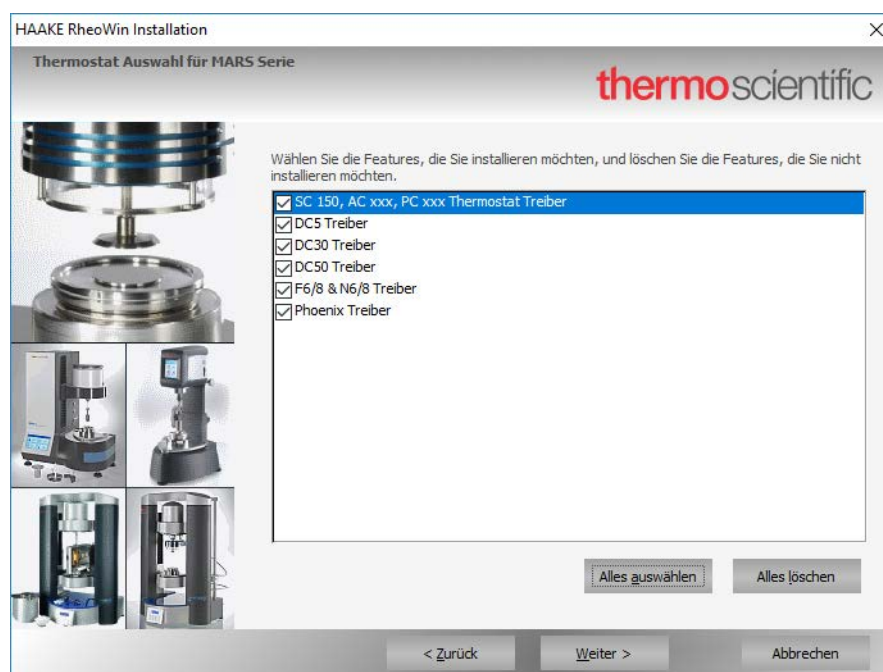 HAAKE RheoWin Installation
Thermostat Auswahl für MARS Serie
thermoscientific
Wählen Sie die Features, die Sie installieren möchten, und löschen Sie die Features, die Sie nicht
installieren möchten.
SC 150, AC xxx, PC xxx Thermostat Treiber
DC5 Treiber
DC30 Treiber
DC50 Treiber
F6/8 & N6/8 Treiber
Phoenix Treiber
Alles auswählen
Alles löschen
< Zurück
Weiter >
Abbrechen